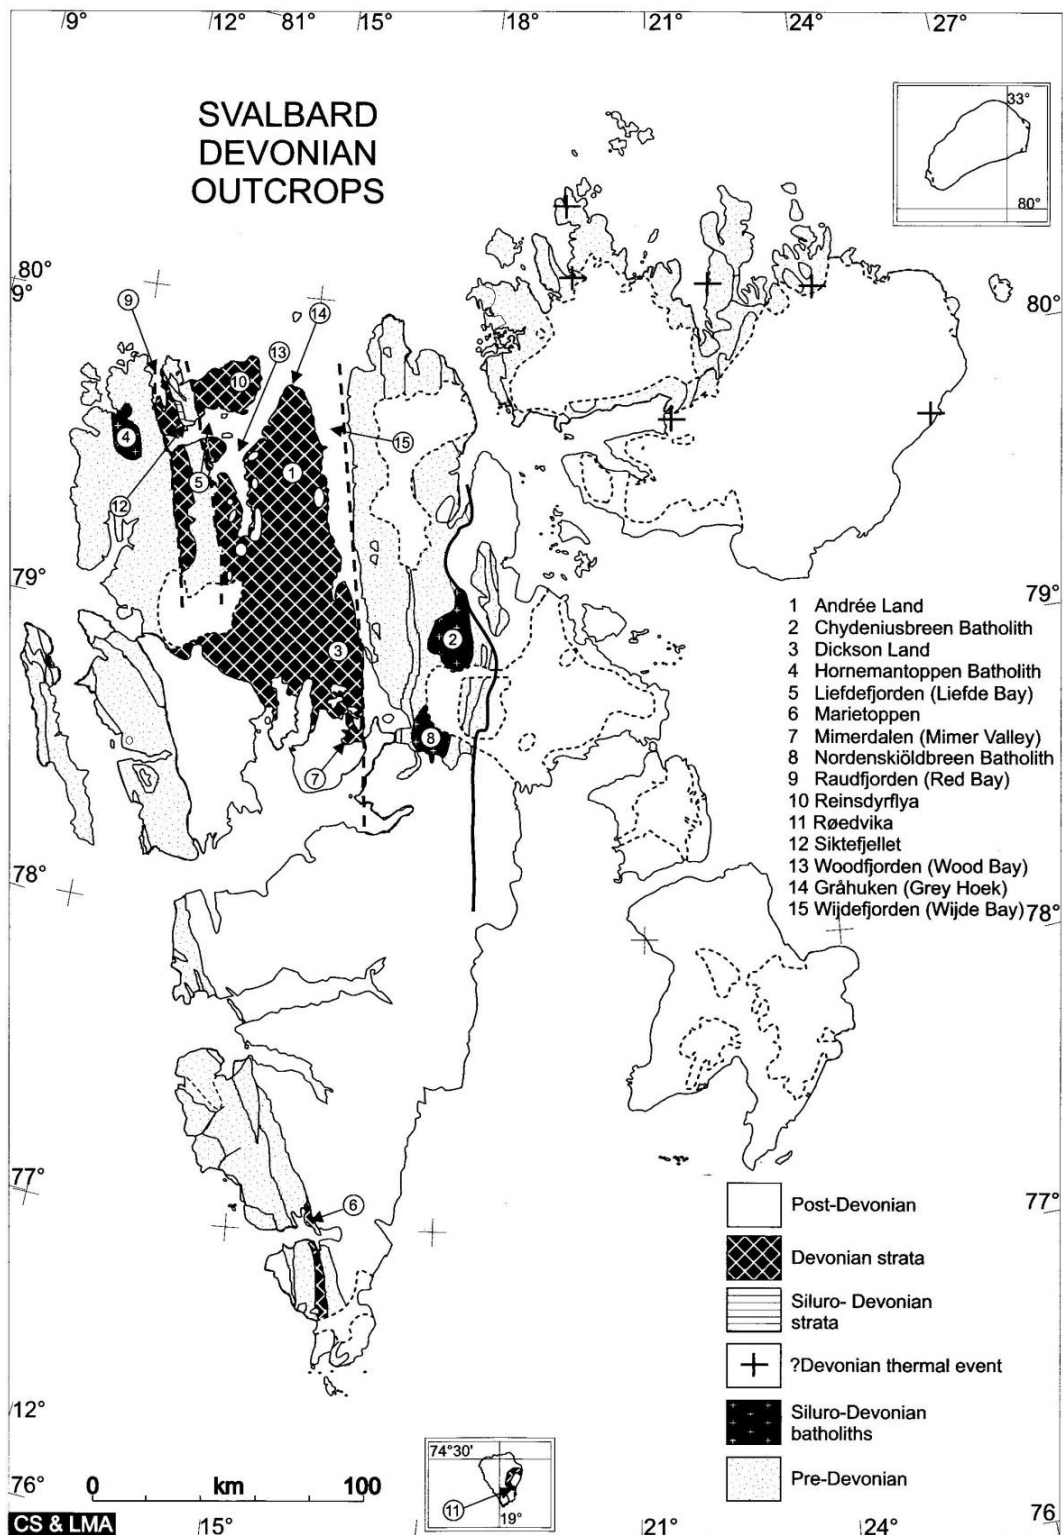 9° 12° 81° 15° 18° 21° 24° 27°
SVALBARD
DEVONIAN
OUTCROPS
33°
80°
80°
9°
80°
9
14
13
10
4
1
15
5
12
79°
79°
2
3
8
7
1 Andrée Land
2 Chydeniusbreen Batholith
3 Dickson Land
4 Hornemantoppen Batholith
5 Liefdefjorden (Liefde Bay)
6 Marietoppen
7 Mimerdalen (Mimer Valley)
8 Nordenskiöldbreen Batholith
9 Raudfjorden (Red Bay)
10 Reinsdyrflya
11 Røedvika
12 Siktefjellet
13 Woodfjorden (Wood Bay)
14 Gråhuken (Grey Hoek)
15 Wijdefjorden (Wijde Bay)
78°
78°
77°
77°
6
Post-Devonian
Devonian strata
Siluro- Devonian
strata
?Devonian thermal event
Siluro-Devonian
batholiths
Pre-Devonian
12°
76°
0 km 100
74°30'
11
19°
CS & LMA
15° 21° 24° 76